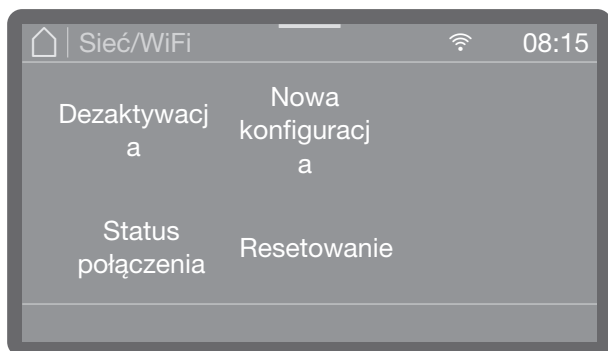 Sieć/WiFi 08:15
Dezaktywacj
a
Nowa
konfiguracj
a
Status
połączenia
Resetowanie